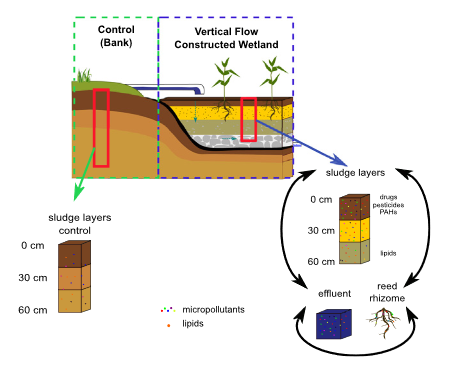 Control
(Bank)
Vertical Flow
Constructed Wetland
sludge layers
0 cm
30 cm
60 cm
drugs
pesticides
PAHs
lipids
sludge layers
control
0 cm
30 cm
60 cm
effluent
reed
rhizome
micropollutants
lipids